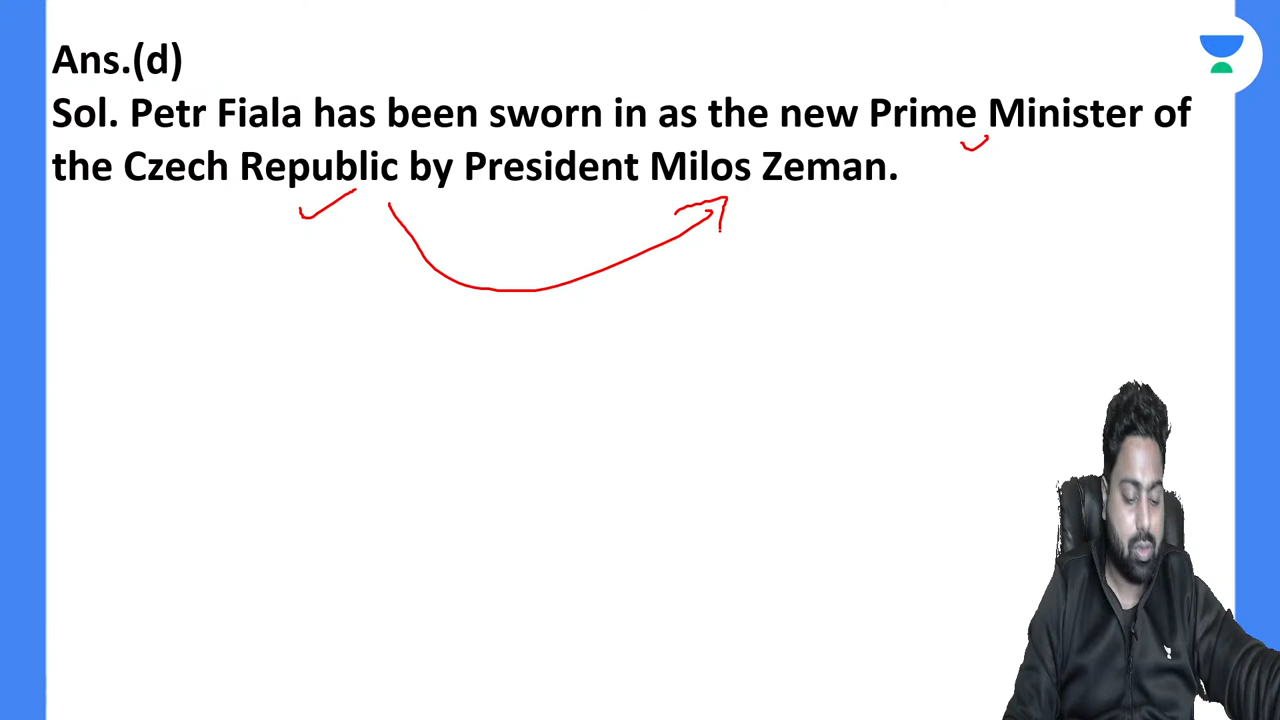 Ans.(d)
Sol. Petr Fiala has been sworn in as the new Prime Minister of
the Czech Republic by President Milos Zeman.